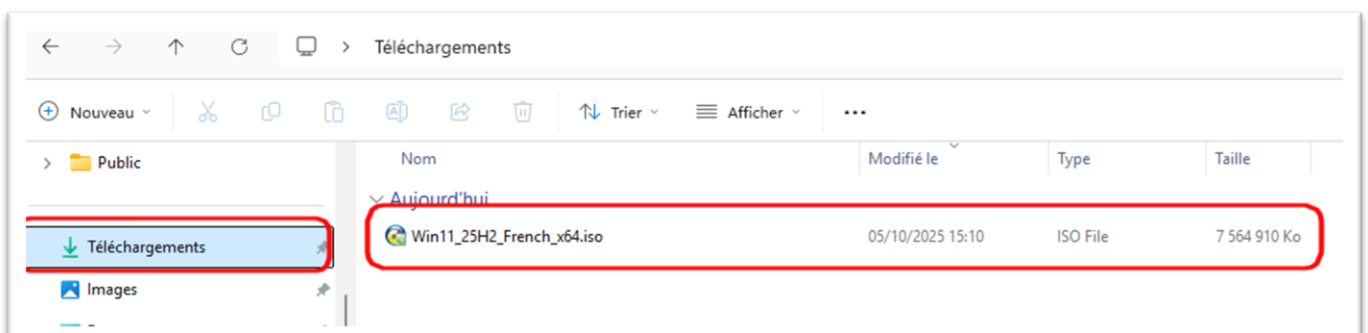 Téléchargements
Nouveau Trier Afficher
Public
Nom Modifié le Type Taille
Aujourd'hui
Téléchargements
Win11_25H2_French_x64.iso 05/10/2025 15:10 ISO File 7 564 910 Ko
Images